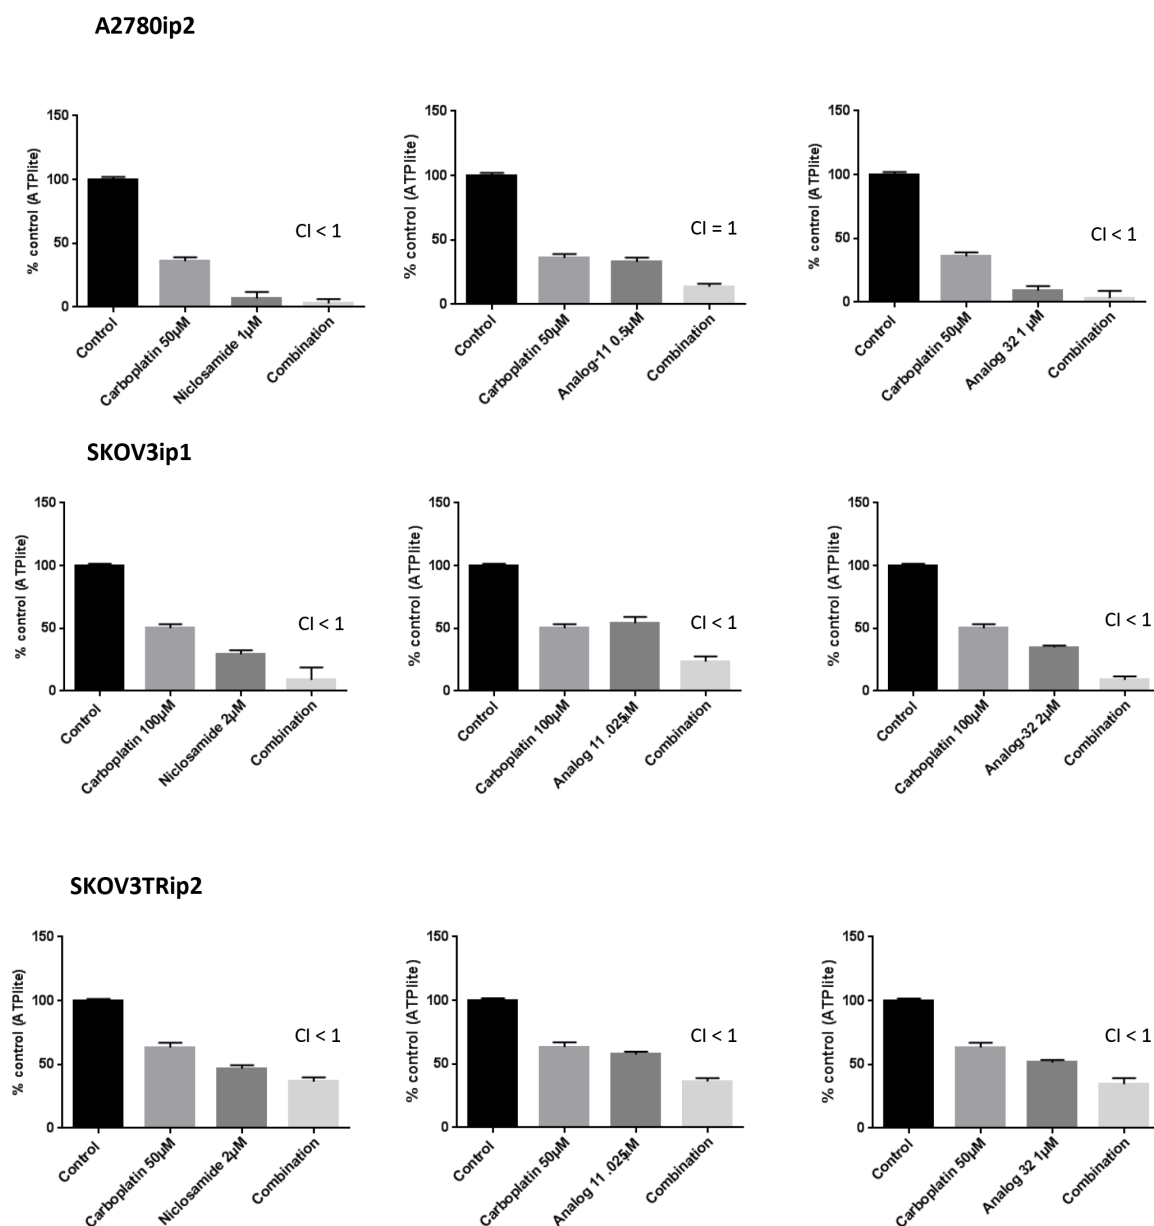 A2780ip2
% control (ATPlite)
150
100
50
0
CI < 1
Control
Carboplatin 50µM
Niclosamide 1µM
Combination
% control (ATPlite)
150
100
50
0
CI = 1
Control
Carboplatin 50µM
Analog-11 0.5µM
Combination
% control (ATPlite)
150
100
50
0
CI < 1
Control
Carboplatin 50µM
Analog 32 1 µM
Combination
SKOV3ip1
% control (ATPlite)
150
100
50
0
CI < 1
Control
Carboplatin 100µM
Niclosamide 2µM
Combination
% control (ATPlite)
150
100
50
0
CI < 1
Control
Carboplatin 100µM
Analog 11 .025µM
Combination
% control (ATPlite)
150
100
50
0
CI < 1
Control
Carboplatin 100µM
Analog-32 2µM
Combination
SKOV3TRip2
% control (ATPlite)
150
100
50
0
CI < 1
Control
Carboplatin 50µM
Niclosamide 2µM
Combination
% control (ATPlite)
150
100
50
0
CI < 1
Control
Carboplatin 50µM
Analog 11 .025µM
Combination
% control (ATPlite)
150
100
50
0
CI < 1
Control
Carboplatin 50µM
Analog 32 1µM
Combination